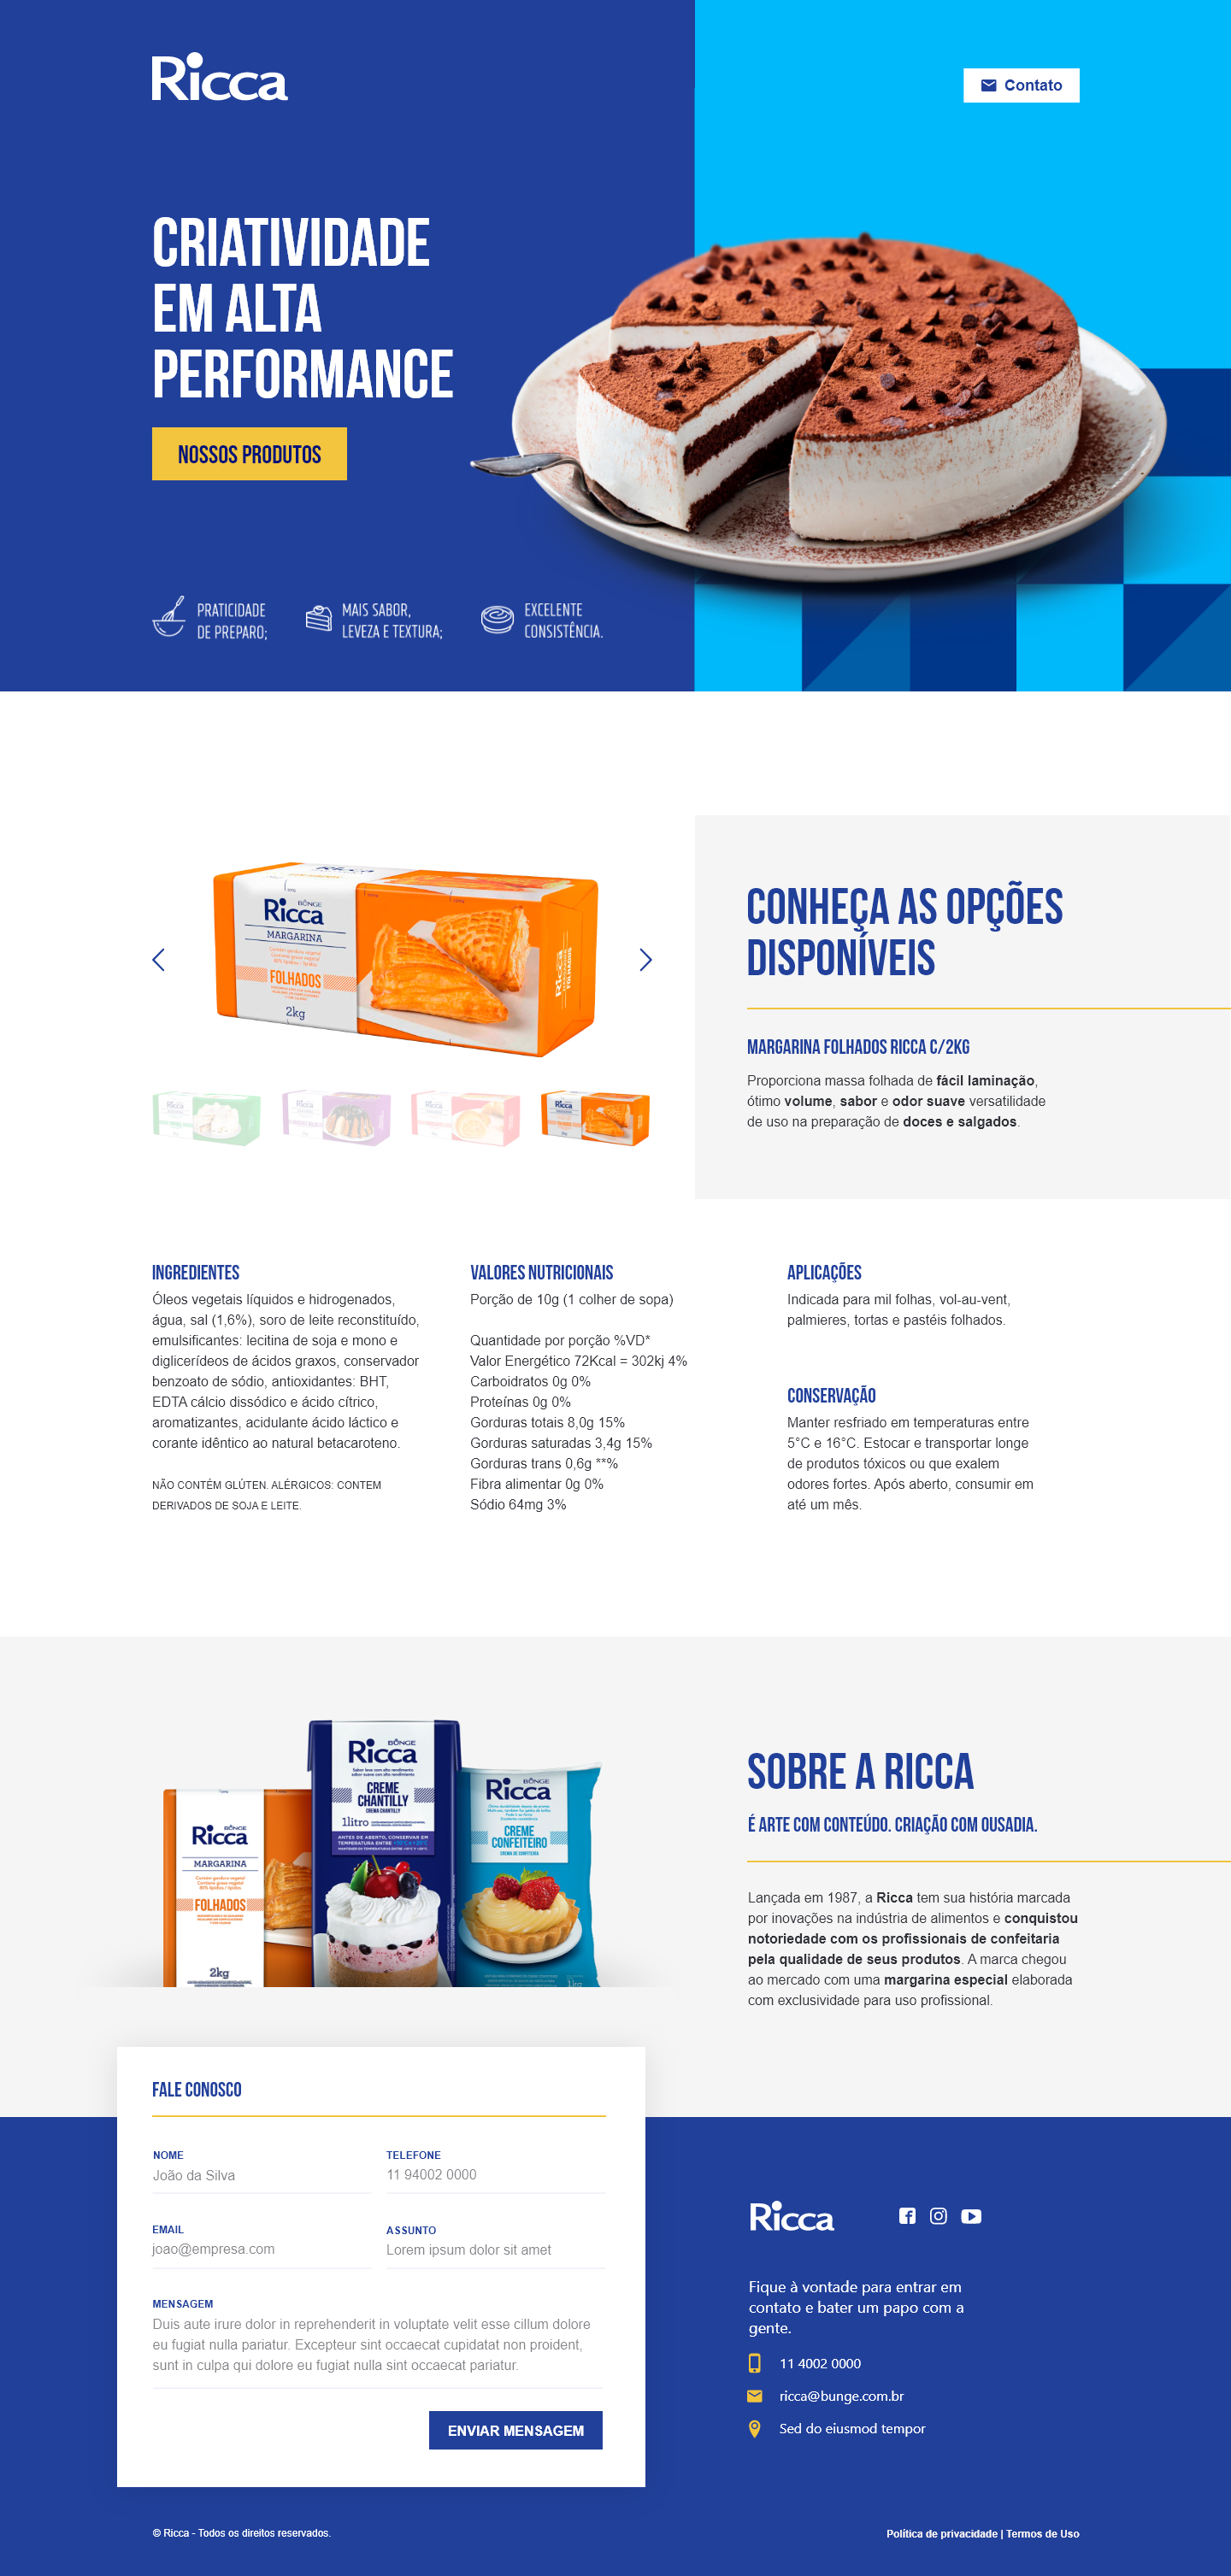 Ricca
Contato
CRIATIVIDADE
EM ALTA
PERFORMANCE
NOSSOS PRODUTOS
PRATICIDADE
DE PREPARO;
MAIS SABOR,
LEVEZA E TEXTURA;
EXCELENTE
CONSISTÊNCIA.
BŪNGE
Ricca
MARGARINA
FOLHADOS
2kg
CONHEÇA AS OPÇÕES
DISPONÍVEIS
MARGARINA FOLHADOS RICCA C/2KG
Proporciona massa folhada de fácil laminação,
ótimo volume, sabor e odor suave versatilidade
de uso na preparação de doces e salgados.
INGREDIENTES
Óleos vegetais líquidos e hidrogenados,
água, sal (1,6%), soro de leite reconstituído,
emulsificantes: lecitina de soja e mono e
diglicerídeos de ácidos graxos, conservador
benzoato de sódio, antioxidantes: BHT,
EDTA cálcio dissódico e ácido cítrico,
aromatizantes, acidulante ácido láctico e
corante idêntico ao natural betacaroteno.
NÃO CONTÉM GLÚTEN. ALÉRGICOS: CONTEM
DERIVADOS DE SOJA E LEITE.
VALORES NUTRICIONAIS
Porção de 10g (1 colher de sopa)
Quantidade por porção %VD*
Valor Energético 72Kcal = 302kj 4%
Carboidratos 0g 0%
Proteínas 0g 0%
Gorduras totais 8,0g 15%
Gorduras saturadas 3,4g 15%
Gorduras trans 0,6g **%
Fibra alimentar 0g 0%
Sódio 64mg 3%
APLICAÇÕES
Indicada para mil folhas, vol-au-vent,
palmieres, tortas e pastéis folhados.
CONSERVAÇÃO
Manter resfriado em temperaturas entre
5°C e 16°C. Estocar e transportar longe
de produtos tóxicos ou que exalem
odores fortes. Após aberto, consumir em
até um mês.
BŪNGE
Ricca
MARGARINA
FOLHADOS
2kg
BŪNGE
Ricca
CREME
CHANTILLY
CREMA CHANTILLY
1litro
BŪNGE
Ricca
CREME
CONFEITEIRO
1kg
SOBRE A RICCA
É ARTE COM CONTEÚDO. CRIAÇÃO COM OUSADIA.
Lançada em 1987, a Ricca tem sua história marcada
por inovações na indústria de alimentos e conquistou
notoriedade com os profissionais de confeitaria
pela qualidade de seus produtos. A marca chegou
ao mercado com uma margarina especial elaborada
com exclusividade para uso profissional.
FALE CONOSCO
NOME
João da Silva
TELEFONE
11 94002 0000
EMAIL
joao@empresa.com
ASSUNTO
Lorem ipsum dolor sit amet
MENSAGEM
Duis aute irure dolor in reprehenderit in voluptate velit esse cillum dolore
eu fugiat nulla pariatur. Excepteur sint occaecat cupidatat non proident,
sunt in culpa qui dolore eu fugiat nulla sint occaecat pariatur.
ENVIAR MENSAGEM
Ricca
Fique à vontade para entrar em
contato e bater um papo com a
gente.
11 4002 0000
ricca@bunge.com.br
Sed do eiusmod tempor
© Ricca - Todos os direitos reservados.
Política de privacidade | Termos de Uso